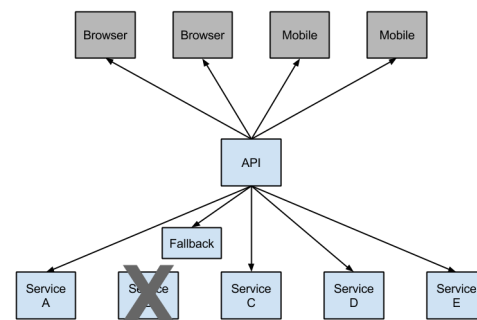 Browser
Browser
Mobile
Mobile
API
Fallback
Service
A
Service
C
Service
D
Service
E